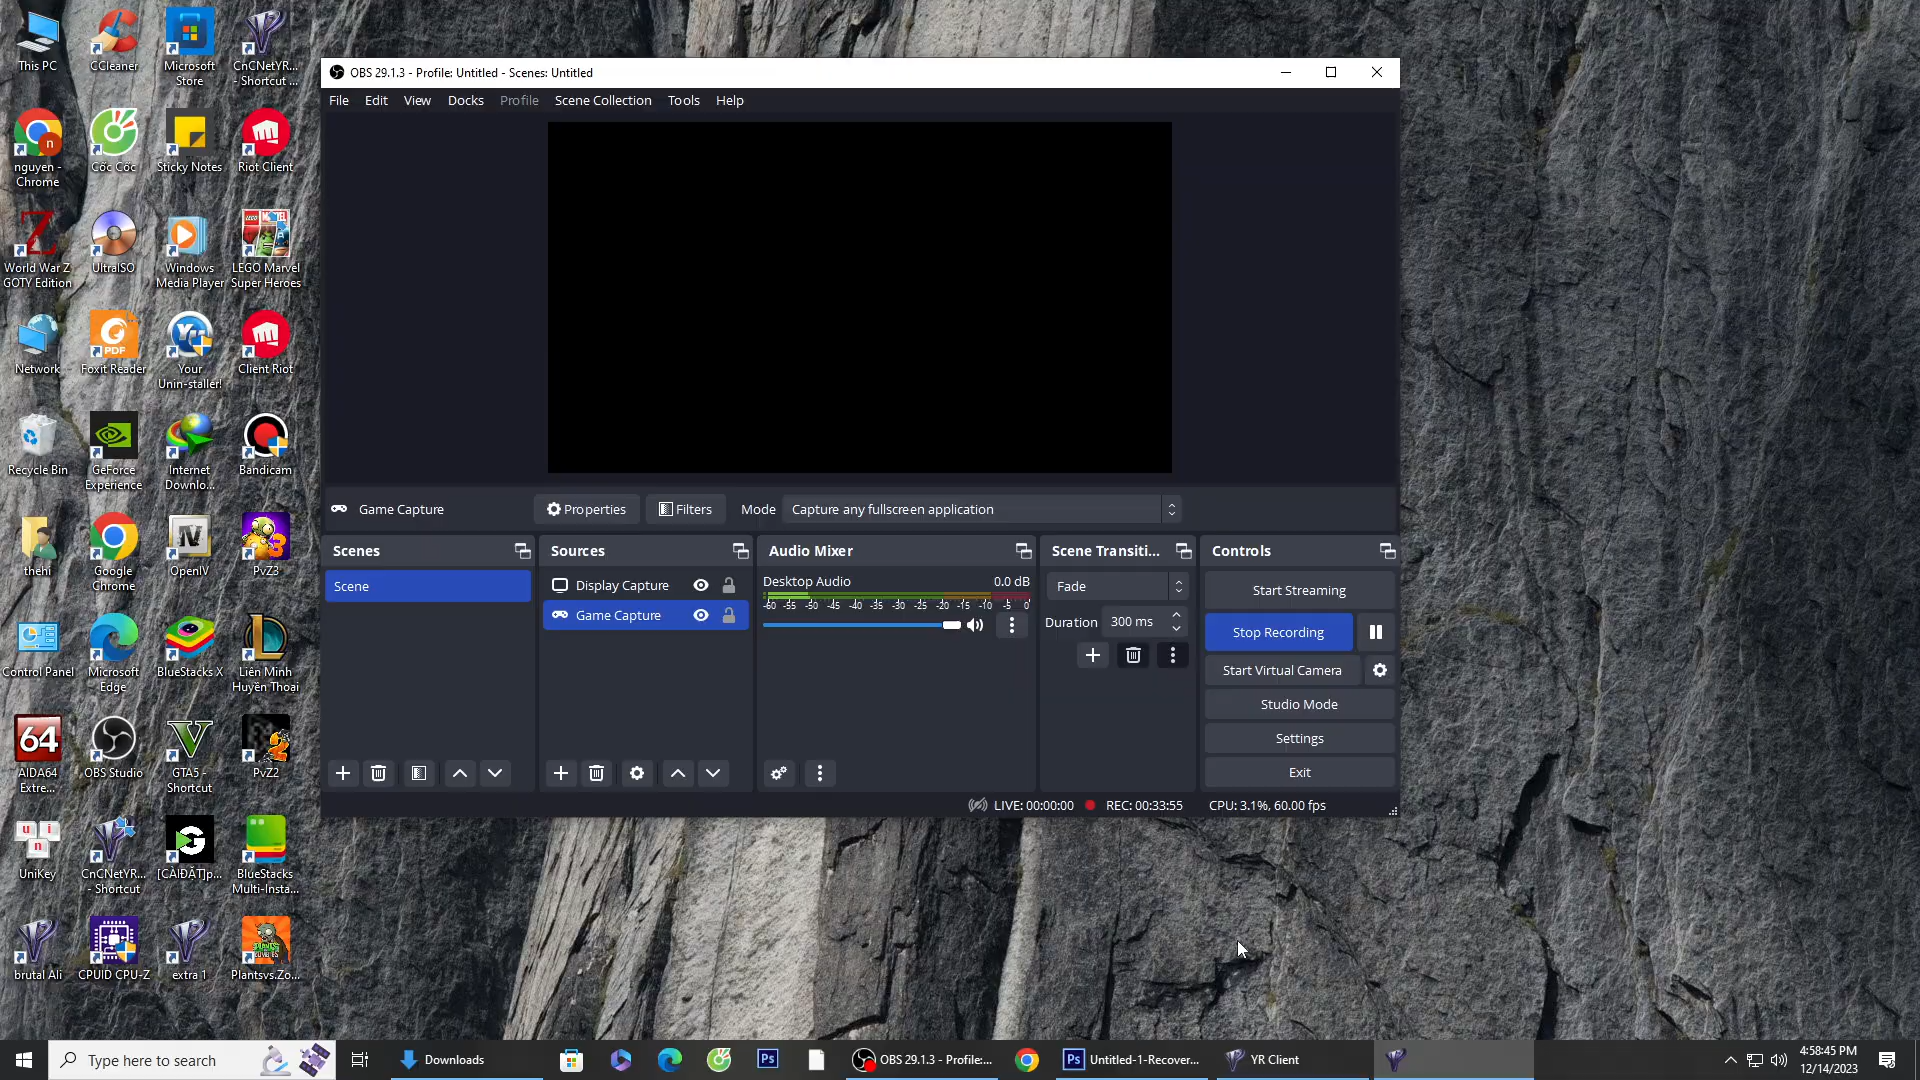 This PC
CCleaner
Microsoft
Store
CnCNetYR...
- Shortcut ...
nguyen -
Chrome
Cốc Cốc
Sticky Notes
Riot Client
World War Z
GOTY Edition
UltraISO
Windows
Media Player
LEGO Marvel
Super Heroes
Network
PDF
Foxit Reader
Your
Unin-staller!
Client Riot
Recycle Bin
GeForce
Experience
Internet
Downlo...
Bandicam
thehi
Google
Chrome
OpenIV
PvZ3
Control Panel
Microsoft
Edge
BlueStacks X
Liên Minh
Huyền Thoại
64
AIDA64
Extre...
OBS Studio
GTA5 -
Shortcut
PvZ2
UniKey
CnCNetYR...
- Shortcut
[CÀIĐẶT]p...
BlueStacks
Multi-Insta...
brutal Ali
CPUID CPU-Z
extra 1
Plantsvs.Zo...
OBS 29.1.3 - Profile: Untitled - Scenes: Untitled
File Edit View Docks Profile Scene Collection Tools Help
Game Capture Properties Filters Mode Capture any fullscreen application
Scenes
Scene
Sources
Display Capture
Game Capture
Audio Mixer
Desktop Audio 0.0 dB
-60 -55 -50 -45 -40 -35 -30 -25 -20 -15 -10 -5 0
Scene Transiti...
Fade
Duration 300 ms
Controls
Start Streaming
Stop Recording
Start Virtual Camera
Studio Mode
Settings
Exit
LIVE: 00:00:00 REC: 00:33:55 CPU: 3.1%, 60.00 fps
Type here to search
Downloads
Ps
OBS 29.1.3 - Profile:...
Ps
Untitled-1-Recover...
YR Client
4:58:45 PM
12/14/2023